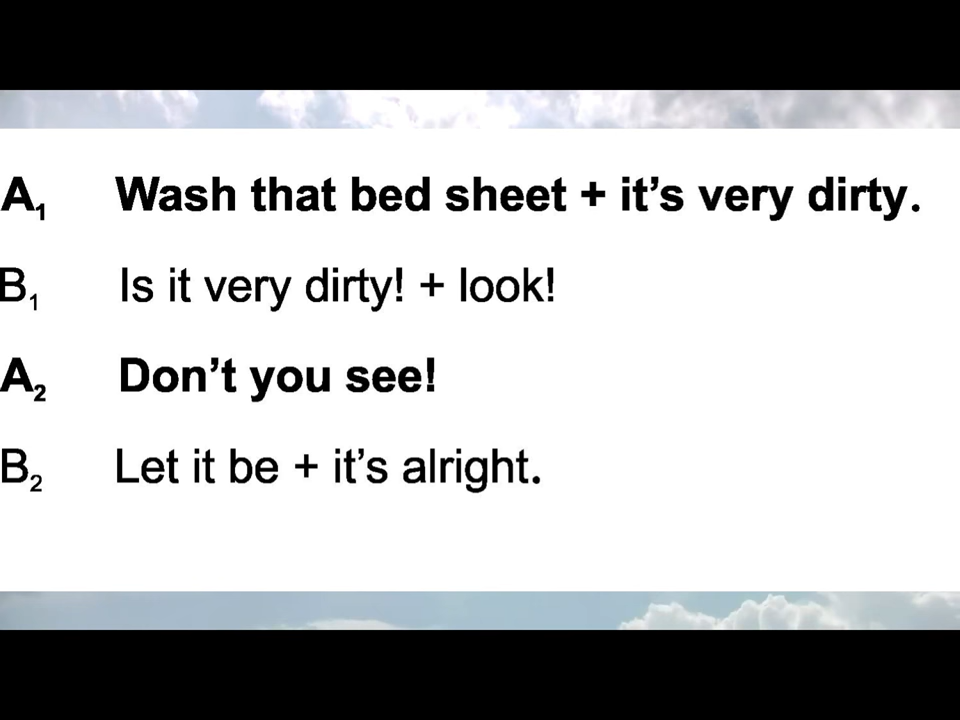 A₁ Wash that bed sheet + it’s very dirty.
B₁ Is it very dirty! + look!
A₂ Don’t you see!
B₂ Let it be + it’s alright.